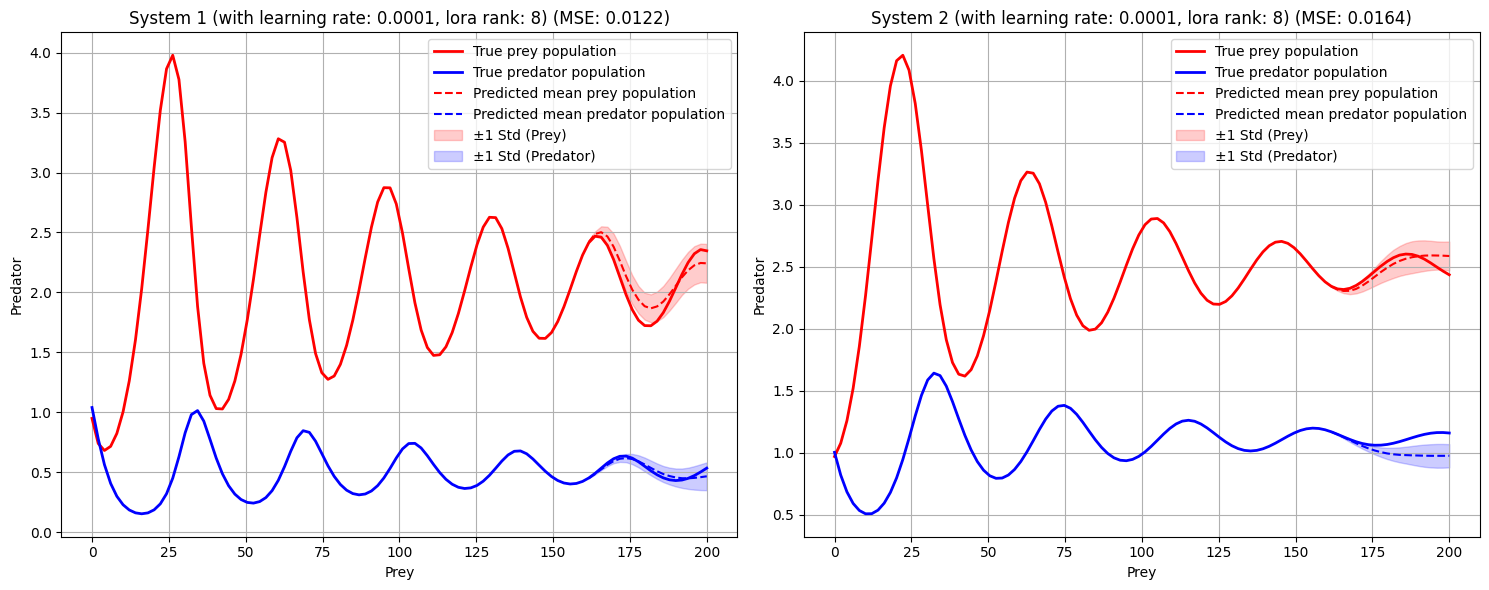 System 1 (with learning rate: 0.0001, lora rank: 8) (MSE: 0.0122)
4.0
3.5
3.0
2.5
2.0
1.5
1.0
0.5
0.0
Predator
True prey population
True predator population
Predicted mean prey population
Predicted mean predator population
±1 Std (Prey)
±1 Std (Predator)
0 25 50 75 100 125 150 175 200
Prey
System 2 (with learning rate: 0.0001, lora rank: 8) (MSE: 0.0164)
4.0
3.5
3.0
2.5
2.0
1.5
1.0
0.5
Predator
True prey population
True predator population
Predicted mean prey population
Predicted mean predator population
±1 Std (Prey)
±1 Std (Predator)
0 25 50 75 100 125 150 175 200
Prey